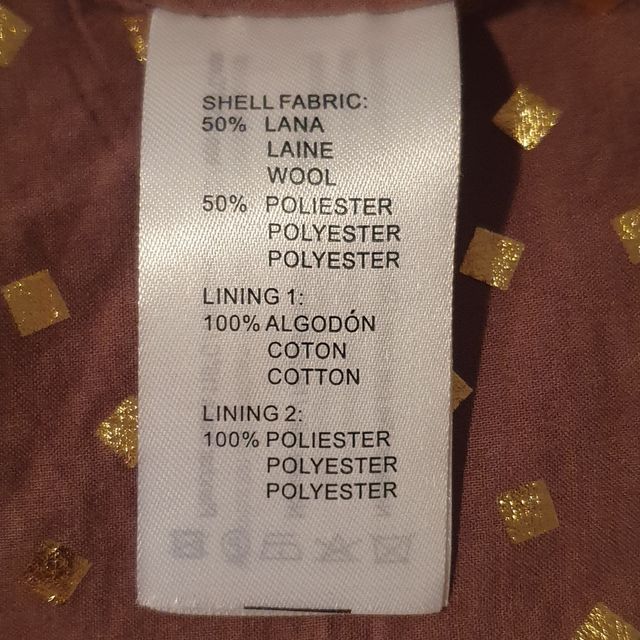 SHELL FABRIC:
50% LANA
LAINE
WOOL
50% POLIESTER
POLYESTER
POLYESTER
LINING 1:
100% ALGODÓN
COTON
COTTON
LINING 2:
100% POLIESTER
POLYESTER
POLYESTER